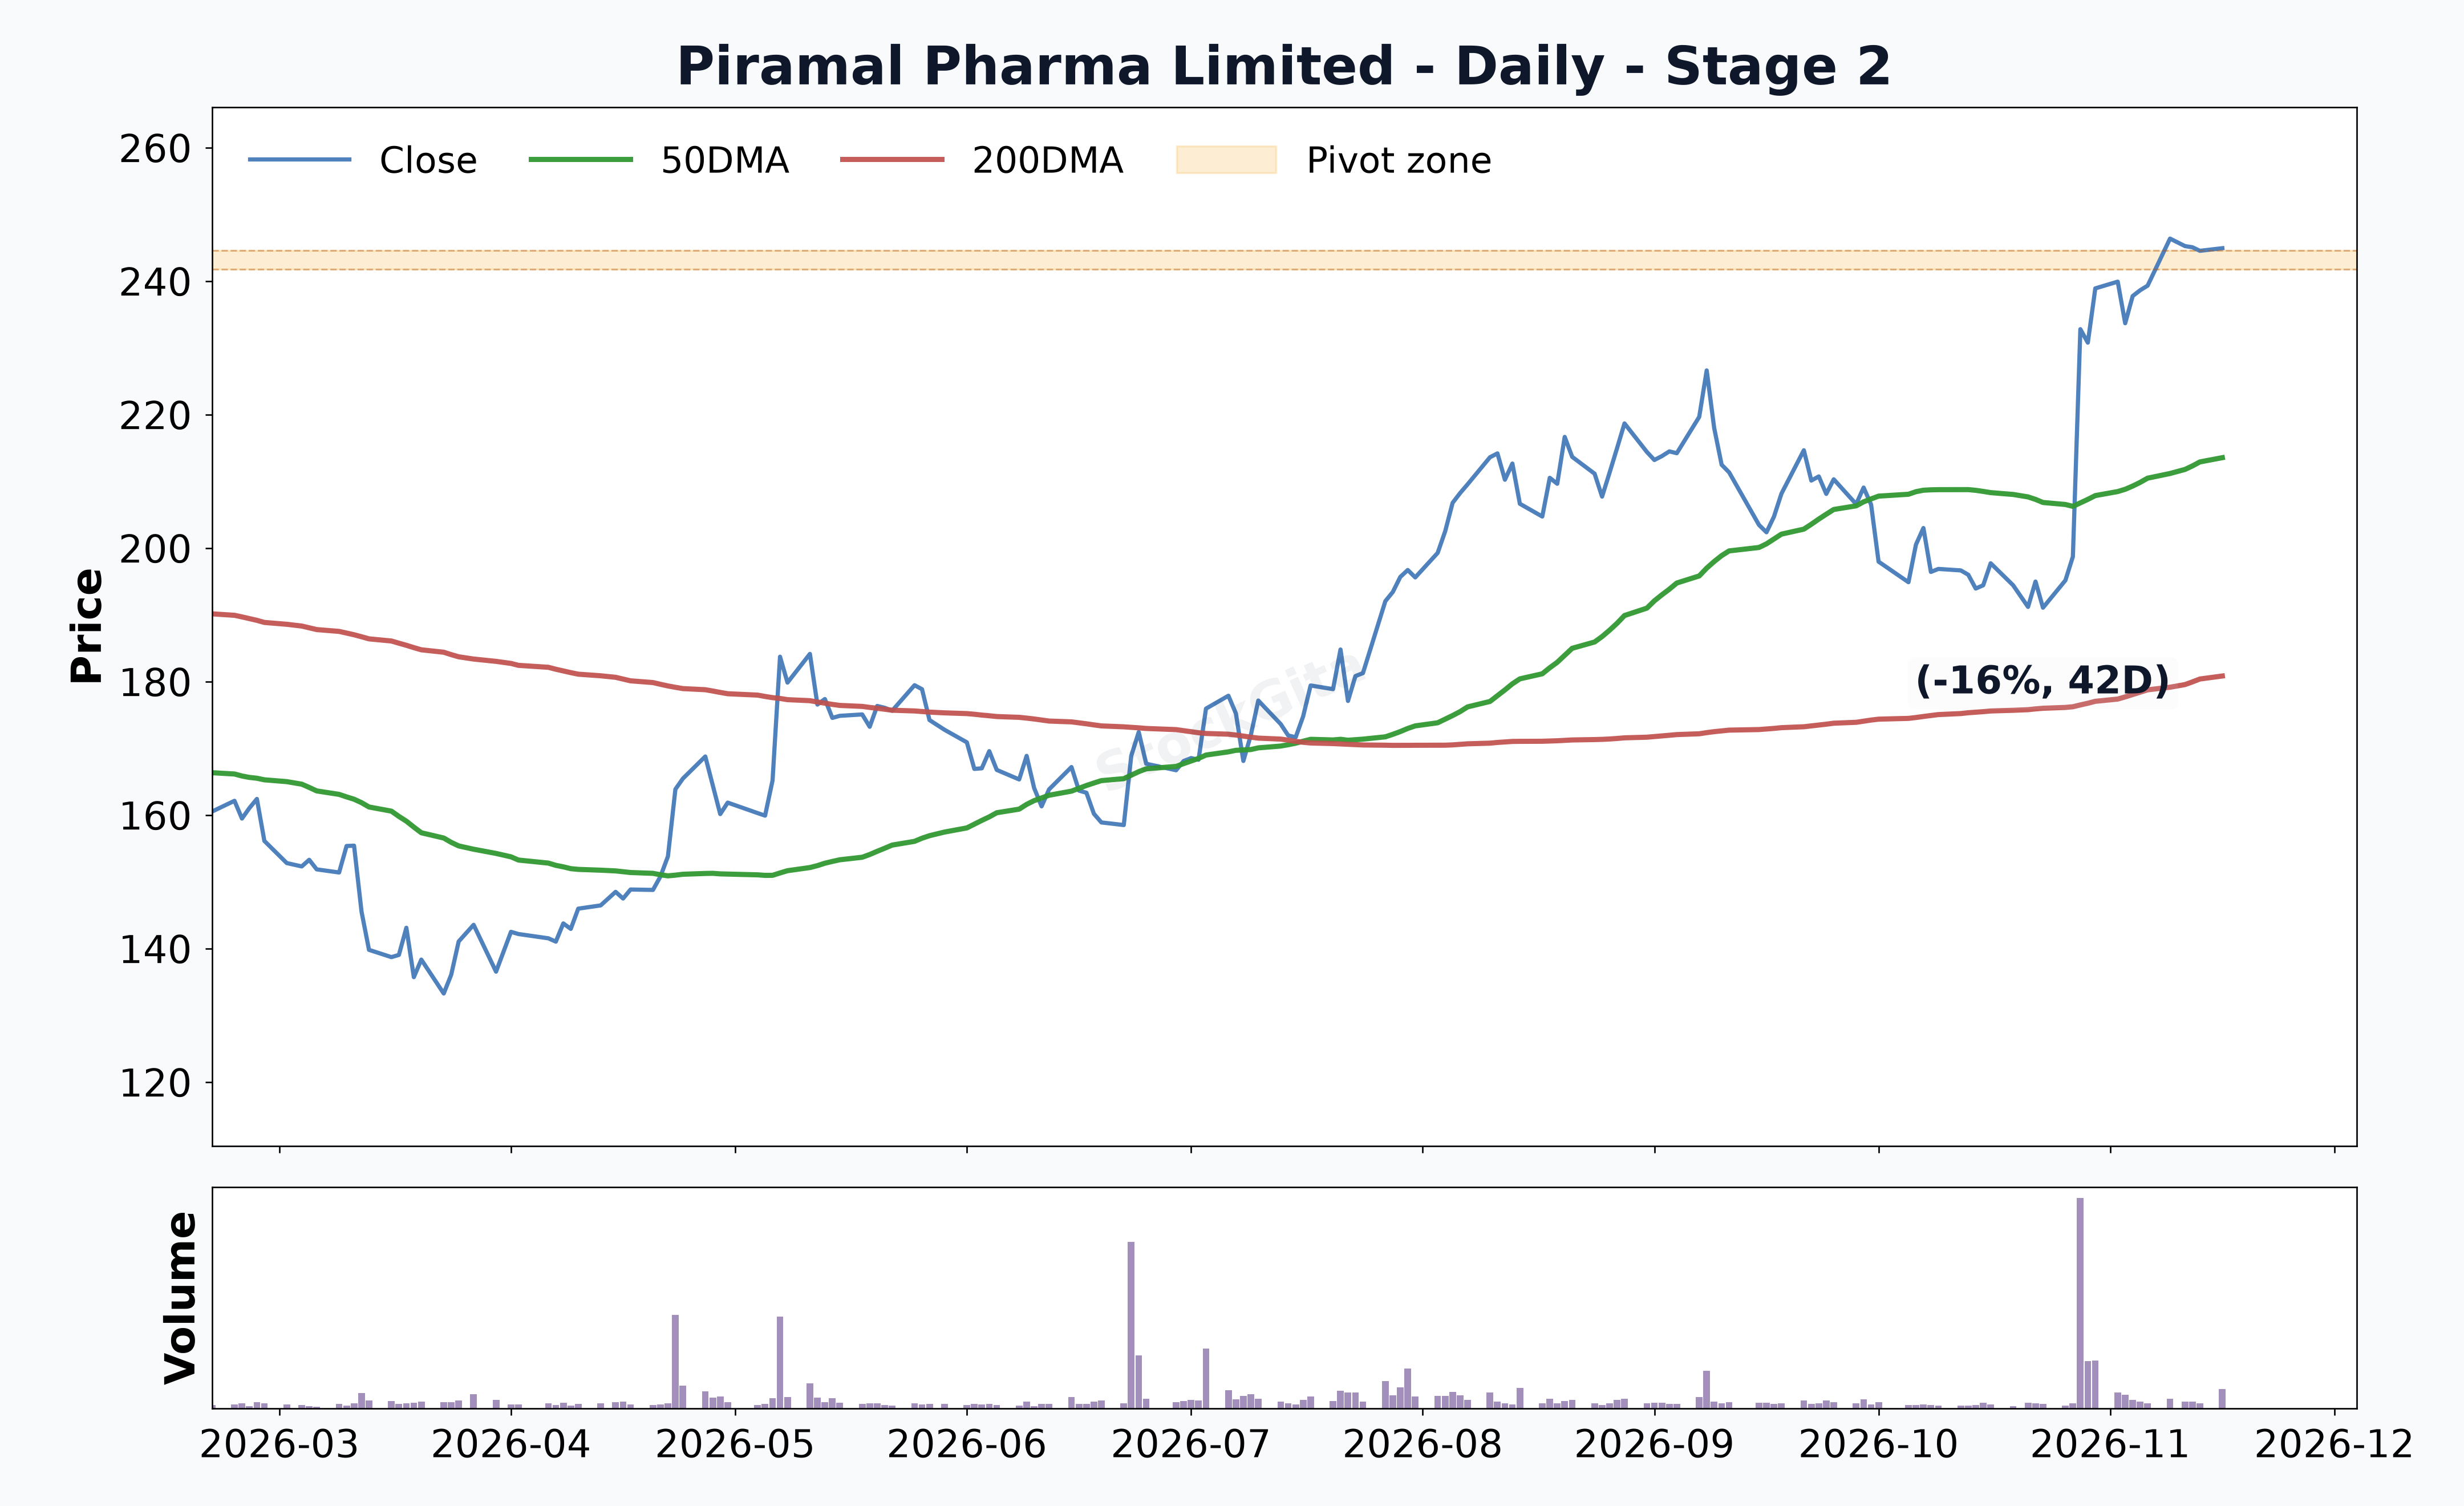 Piramal Pharma Limited - Daily - Stage 2
Close 50DMA 200DMA Pivot zone
260
240
220
200
180
160
140
120
Price
StockGits
(-16%, 42D)
Volume
2026-03 2026-04 2026-05 2026-06 2026-07 2026-08 2026-09 2026-10 2026-11 2026-12